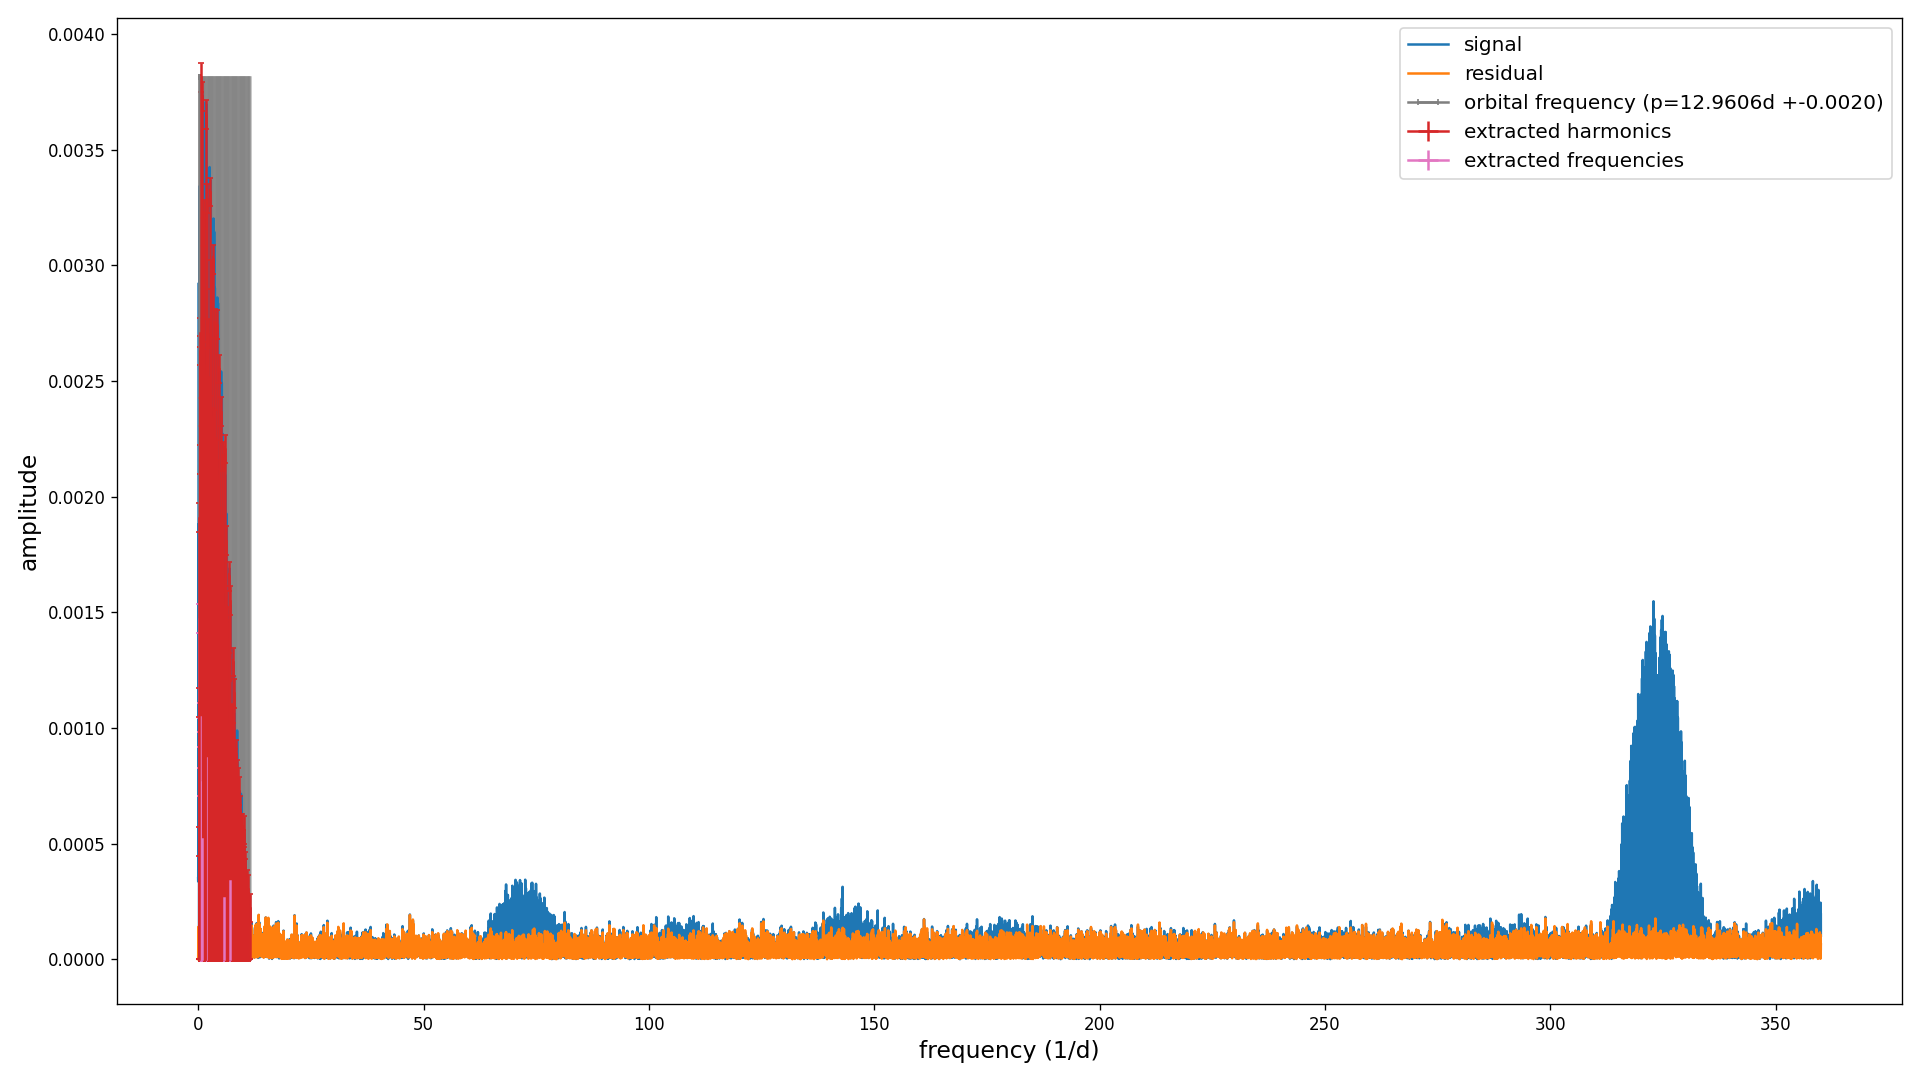 0.0040
0.0035
0.0030
0.0025
0.0020
0.0015
0.0010
0.0005
0.0000
amplitude
signal
residual
orbital frequency (p=12.9606d +-0.0020)
extracted harmonics
extracted frequencies
0 50 100 150 200 250 300 350
frequency (1/d)